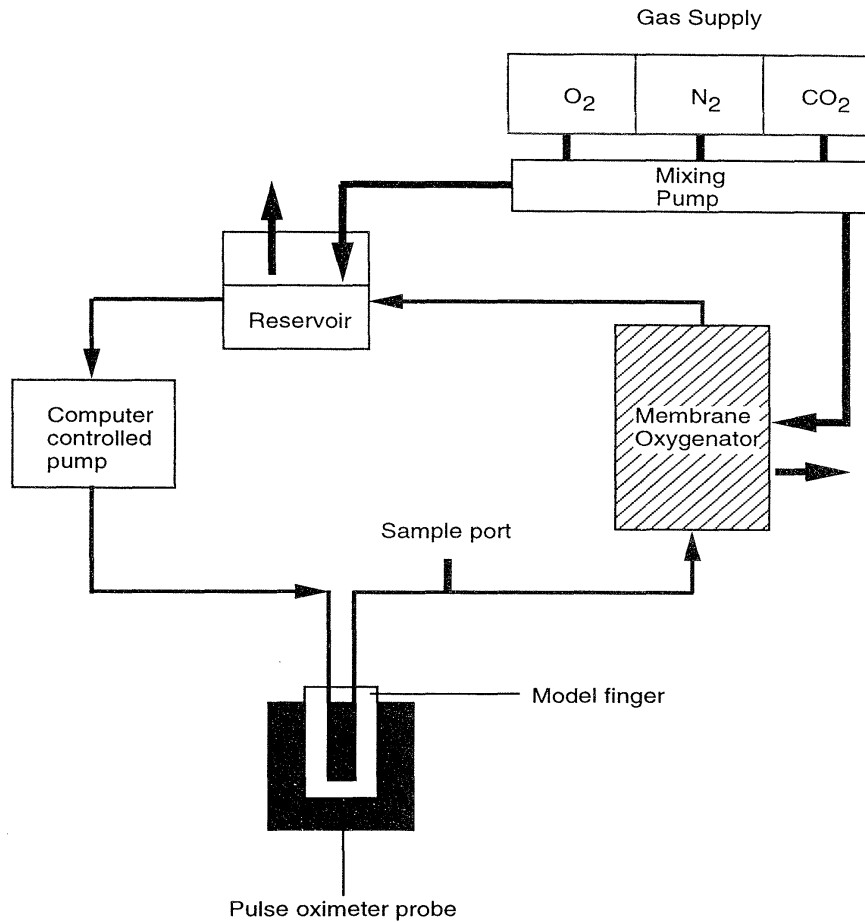 Gas Supply
O2 N2 CO2
Mixing
Pump
Reservoir
Computer
controlled
pump
Membrane
Oxygenator
Sample port
Model finger
Pulse oximeter probe